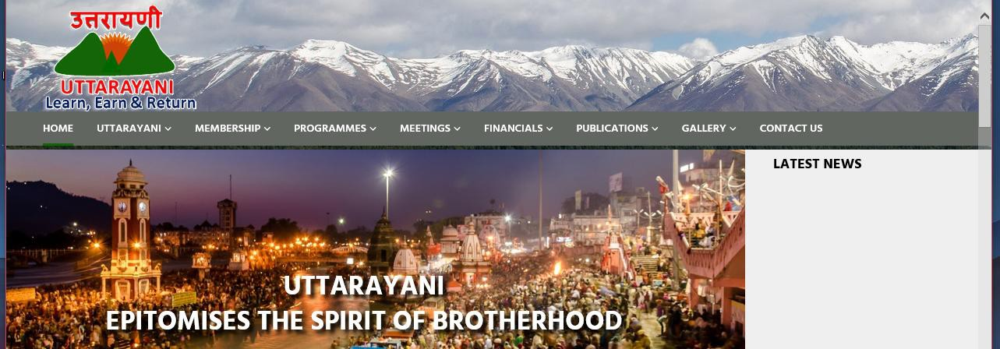 उत्तरायणी
UTTARAYANI
Learn, Earn & Return
HOME UTTARAYANI MEMBERSHIP PROGRAMMES MEETINGS FINANCIALS PUBLICATIONS GALLERY CONTACT US
LATEST NEWS
UTTARAYANI
EPITOMISES THE SPIRIT OF BROTHERHOOD